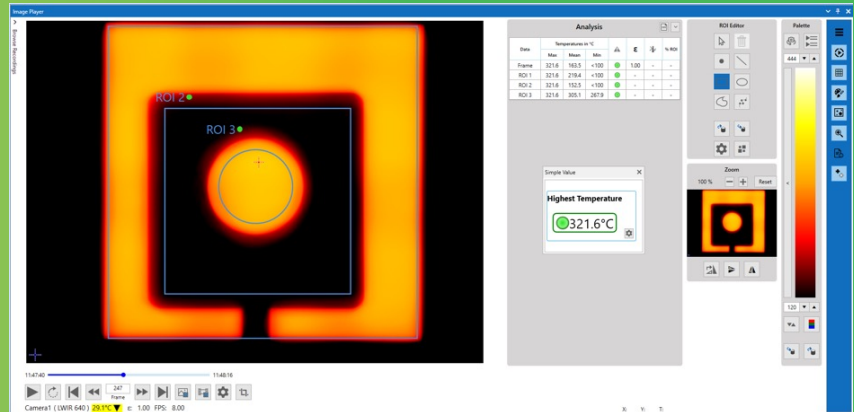 Image Player
Browse Recordings
ROI 2
ROI 3
11:47:40
11:48:16
247
Frame
Camera1 ( LWIR 640 ) 29.1°C ε: 1.00 FPS: 8.00
X: Y: T:
Analysis
Data Temperatures in °C ε % ROI
Max Mean Min
Frame 321.6 163.5 <100 1.00 - -
ROI 1 321.6 219.4 <100 - - -
ROI 2 321.6 152.5 <100 - - -
ROI 3 321.6 305.1 267.9 - - -
Simple Value
Highest Temperature
321.6°C
ROI Editor
Zoom
100 %
Reset
Palette
444
120